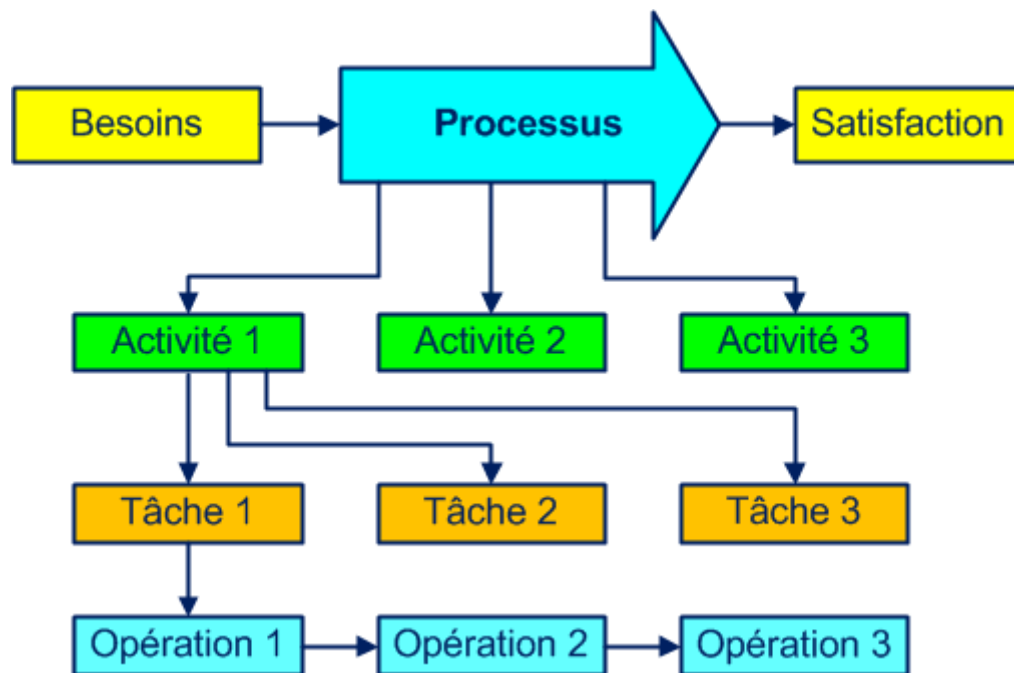 Besoins
Processus
Satisfaction
Activité 1
Activité 2
Activité 3
Tâche 1
Tâche 2
Tâche 3
Opération 1
Opération 2
Opération 3